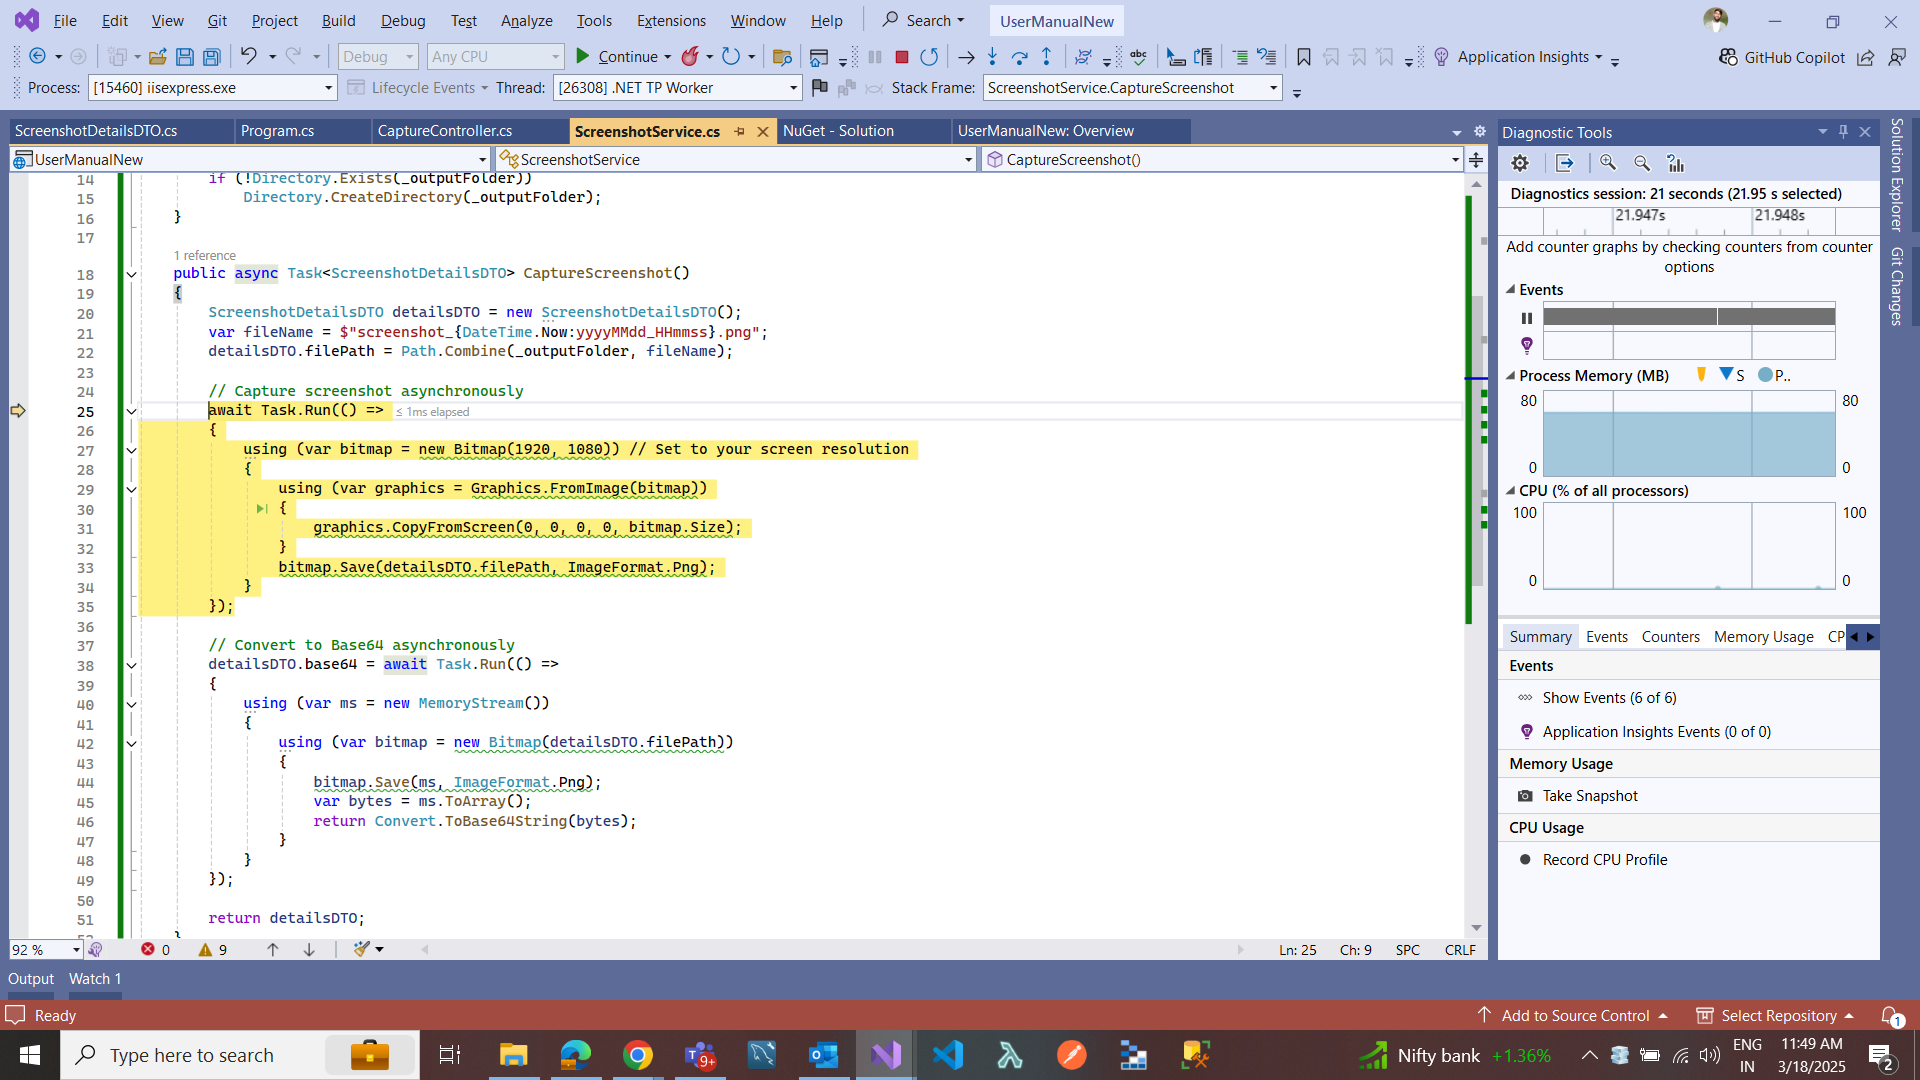 File Edit View Git Project Build Debug Test Analyze Tools Extensions Window Help Search UserManualNew
Debug Any CPU Continue abc Application Insights GitHub Copilot
Process: [15460] iisexpress.exe Lifecycle Events Thread: [26308] .NET TP Worker Stack Frame: ScreenshotService.CaptureScreenshot
ScreenshotDetailsDTO.cs Program.cs CaptureController.cs ScreenshotService.cs NuGet - Solution UserManualNew: Overview
UserManualNew ScreenshotService CaptureScreenshot()
14 if (!Directory.Exists(_outputFolder))
15 Directory.CreateDirectory(_outputFolder);
16 }
17
1 reference
18 public async Task<ScreenshotDetailsDTO> CaptureScreenshot()
19 {
20 ScreenshotDetailsDTO detailsDTO = new ScreenshotDetailsDTO();
21 var fileName = $"screenshot_{DateTime.Now:yyyyMMdd_HHmmss}.png";
22 detailsDTO.filePath = Path.Combine(_outputFolder, fileName);
23
24 // Capture screenshot asynchronously
25 await Task.Run(() => ≤ 1ms elapsed
26 {
27 using (var bitmap = new Bitmap(1920, 1080)) // Set to your screen resolution
28 {
29 using (var graphics = Graphics.FromImage(bitmap))
30 {
31 graphics.CopyFromScreen(0, 0, 0, 0, bitmap.Size);
32 }
33 bitmap.Save(detailsDTO.filePath, ImageFormat.Png);
34 }
35 });
36
37 // Convert to Base64 asynchronously
38 detailsDTO.base64 = await Task.Run(() =>
39 {
40 using (var ms = new MemoryStream())
41 {
42 using (var bitmap = new Bitmap(detailsDTO.filePath))
43 {
44 bitmap.Save(ms, ImageFormat.Png);
45 var bytes = ms.ToArray();
46 return Convert.ToBase64String(bytes);
47 }
48 }
49 });
50
51 return detailsDTO;
92 % 0 9 Ln: 25 Ch: 9 SPC CRLF
Diagnostic Tools
Diagnostics session: 21 seconds (21.95 s selected)
21.947s 21.948s
Add counter graphs by checking counters from counter
options
Events
Process Memory (MB) S P..
80 80
0 0
CPU (% of all processors)
100 100
0 0
Summary Events Counters Memory Usage CP
Events
Show Events (6 of 6)
Application Insights Events (0 of 0)
Memory Usage
Take Snapshot
CPU Usage
Record CPU Profile
Solution Explorer
Git Changes
Output Watch 1
Ready Add to Source Control Select Repository 1
Type here to search 9+ Nifty bank +1.36% ENG
IN
11:49 AM
3/18/2025
2